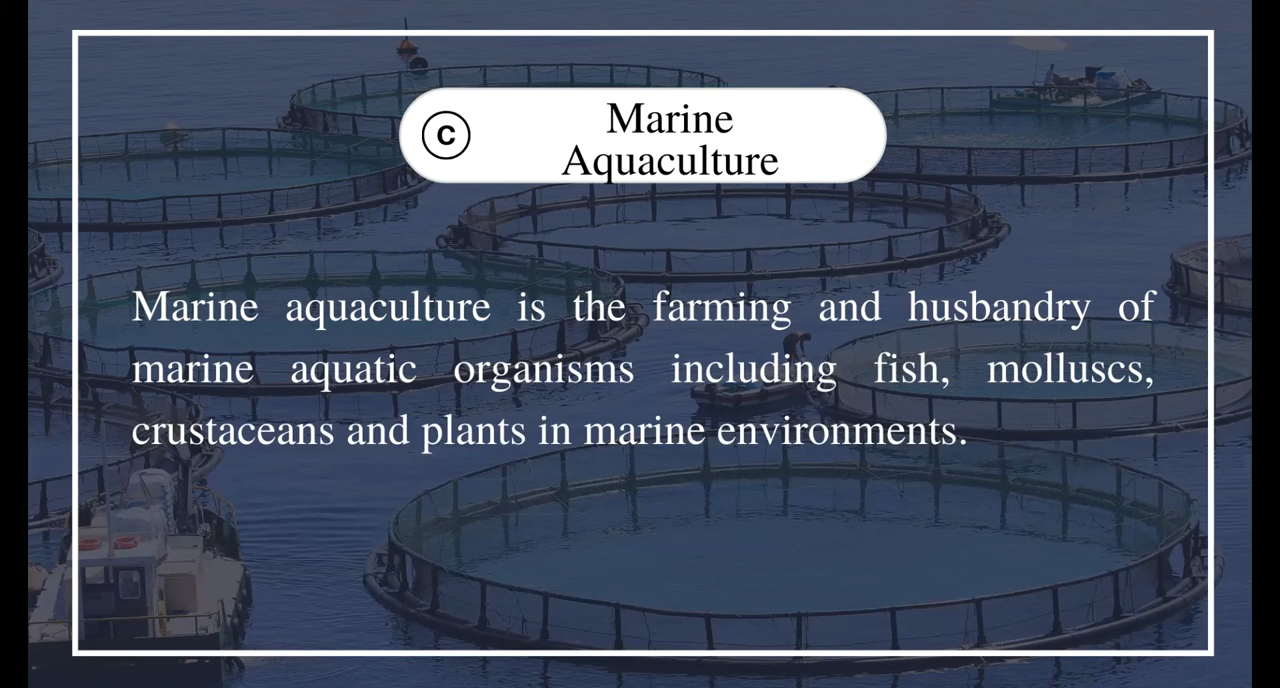 C
Marine
Aquaculture
Marine aquaculture is the farming and husbandry of
marine aquatic organisms including fish, molluscs,
crustaceans and plants in marine environments.